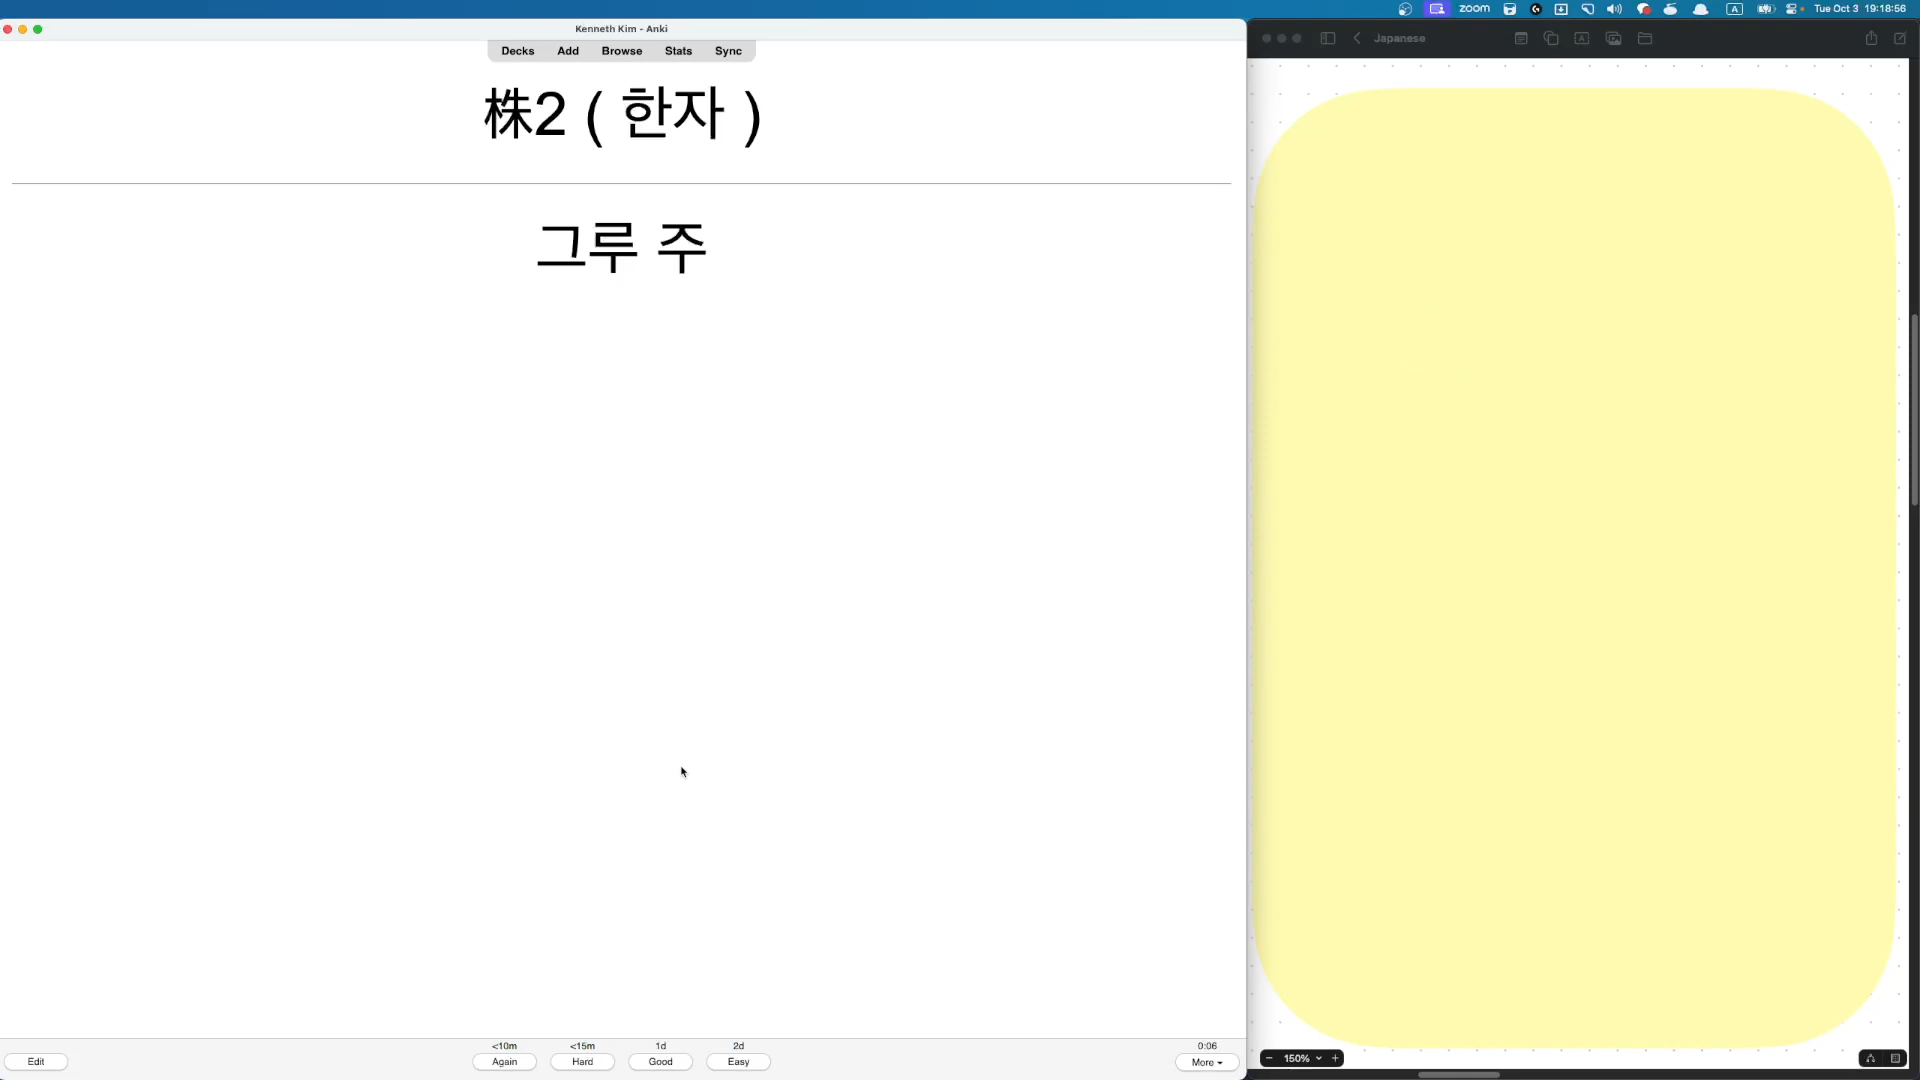 zoom
Tue Oct 3 19:18:56
Kenneth Kim - Anki
Decks Add Browse Stats Sync
Japanese
株2 ( 한자 )
그루 주
<10m <15m 1d 2d 0:06
Edit Again Hard Good Easy More
150%